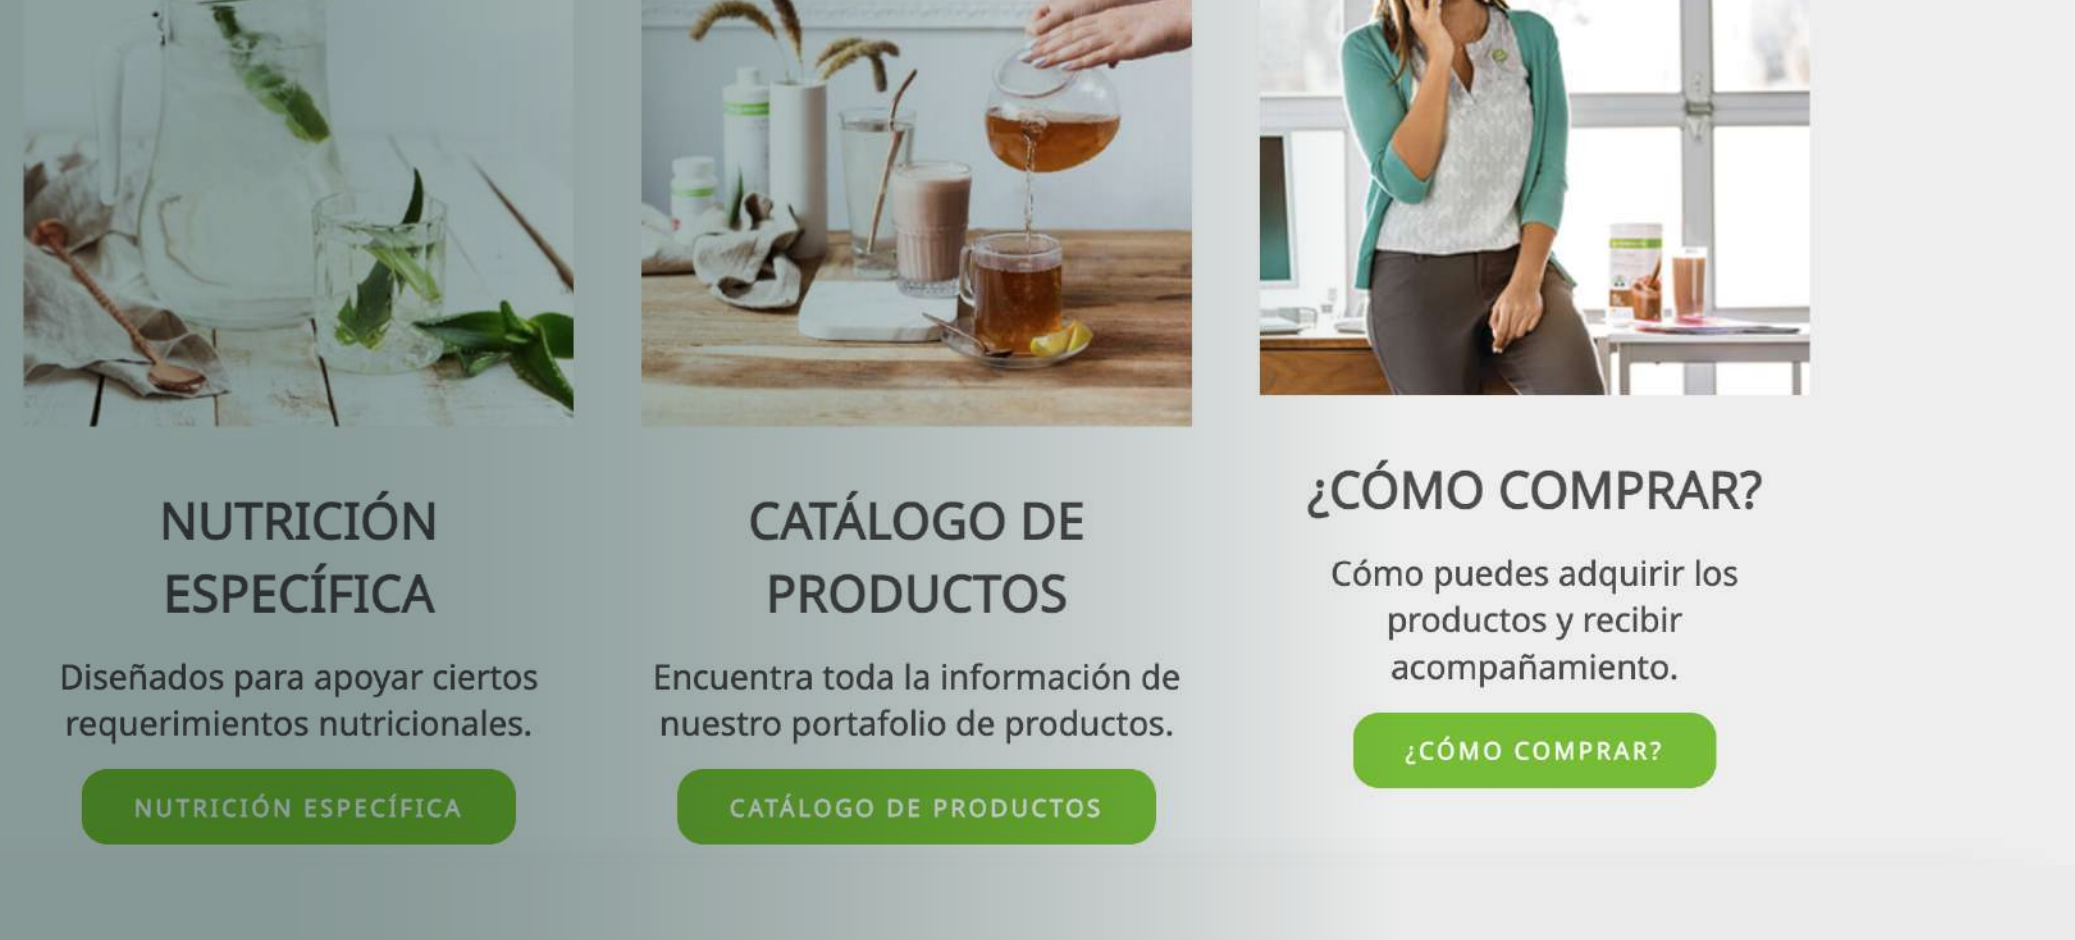 NUTRICIÓN
ESPECÍFICA
Diseñados para apoyar ciertos
requerimientos nutricionales.
NUTRICIÓN ESPECÍFICA
CATÁLOGO DE
PRODUCTOS
Encuentra toda la información de
nuestro portafolio de productos.
CATÁLOGO DE PRODUCTOS
¿CÓMO COMPRAR?
Cómo puedes adquirir los
productos y recibir
acompañamiento.
¿CÓMO COMPRAR?